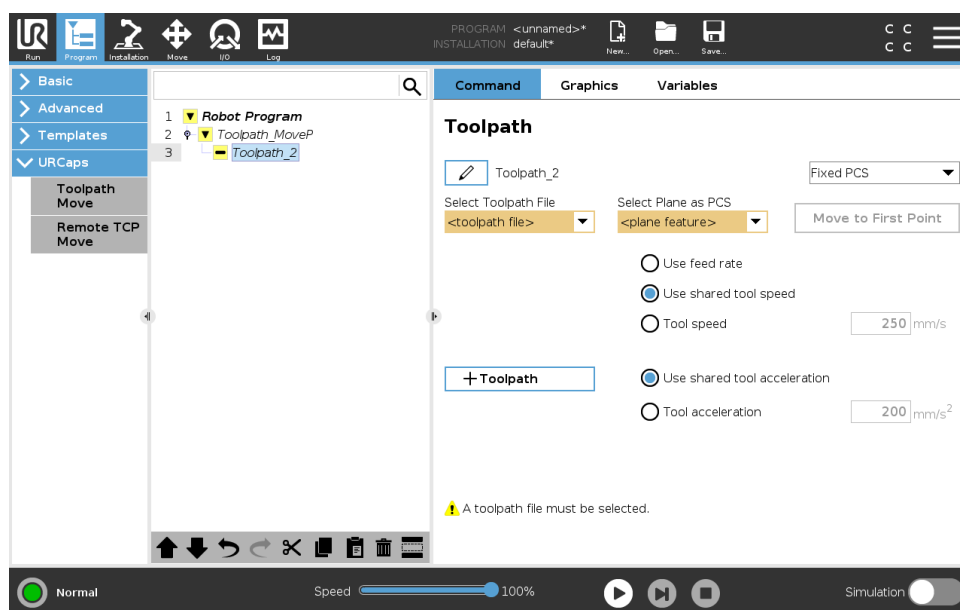 PROGRAM <unnamed>*
INSTALLATION default*
UR
Run
Program
Installation
Move
I/O
Log
New...
Open...
Save...
C C
C C
Basic
Advanced
Templates
URCaps
Toolpath
Move
Remote TCP
Move
1 Robot Program
2 Toolpath_MoveP
3 Toolpath_2
Command Graphics Variables
Toolpath
Toolpath_2
Fixed PCS
Select Toolpath File
<toolpath file>
Select Plane as PCS
<plane feature>
Move to First Point
Use feed rate
Use shared tool speed
Tool speed 250 mm/s
+Toolpath
Use shared tool acceleration
Tool acceleration 200 mm/s²
! A toolpath file must be selected.
Normal
Speed 100%
Simulation